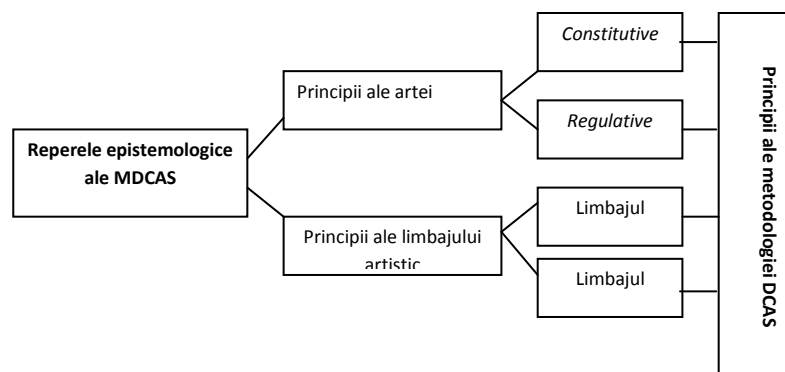 Reperele epistemologice
ale MDCAS
Principii ale artei
Principii ale limbajului
artistic
Constitutive
Regulative
Limbajul
Limbajul
Principii ale metodologiei DCAS